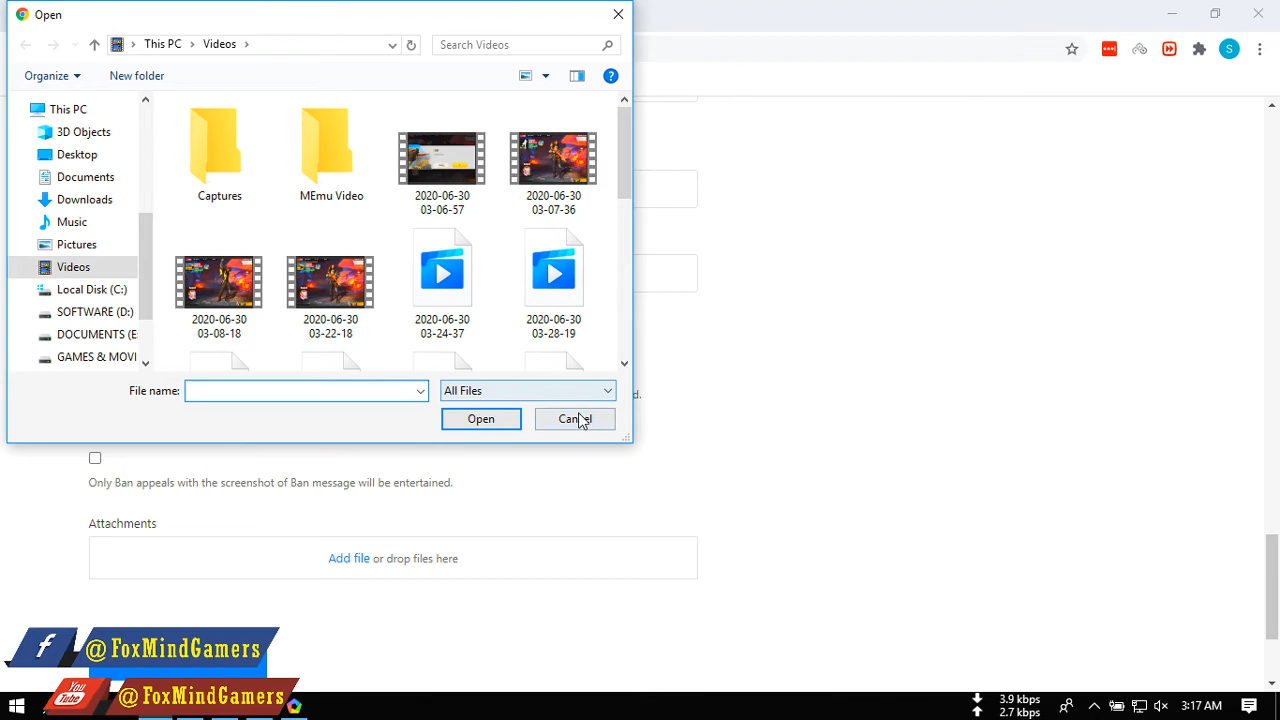 Open
This PC > Videos >
Search Videos
Organize
New folder
This PC
3D Objects
Desktop
Documents
Downloads
Music
Pictures
Videos
Local Disk (C:)
SOFTWARE (D:)
DOCUMENTS (E
GAMES & MOVI
Captures
MEmu Video
2020-06-30
03-06-57
2020-06-30
03-07-36
2020-06-30
03-08-18
2020-06-30
03-22-18
2020-06-30
03-24-37
2020-06-30
03-28-19
File name:
All Files
Open
Cancel
S
d.
Only Ban appeals with the screenshot of Ban message will be entertained.
Attachments
Add file or drop files here
f @ FoxMindGamers
You Tube @ FoxMindGamers
3.9 kbps
2.7 kbps
3:17 AM